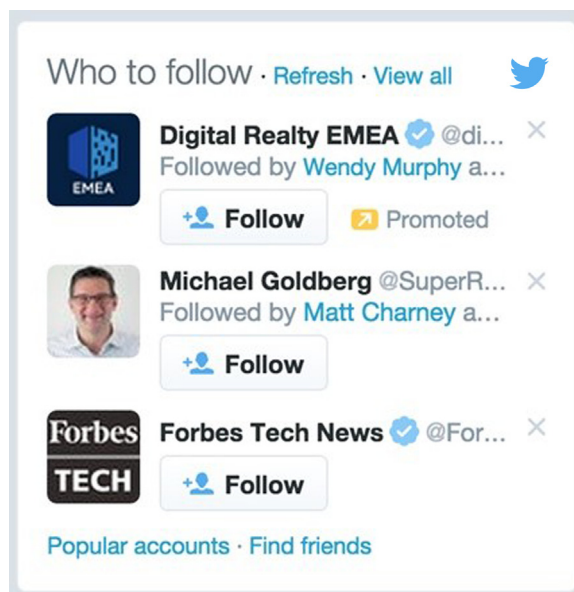 Who to follow · Refresh · View all
EMEA
Digital Realty EMEA @di...
Followed by Wendy Murphy a...
Follow Promoted
Michael Goldberg @SuperR...
Followed by Matt Charney a...
Follow
Forbes
TECH
Forbes Tech News @For...
Follow
Popular accounts · Find friends